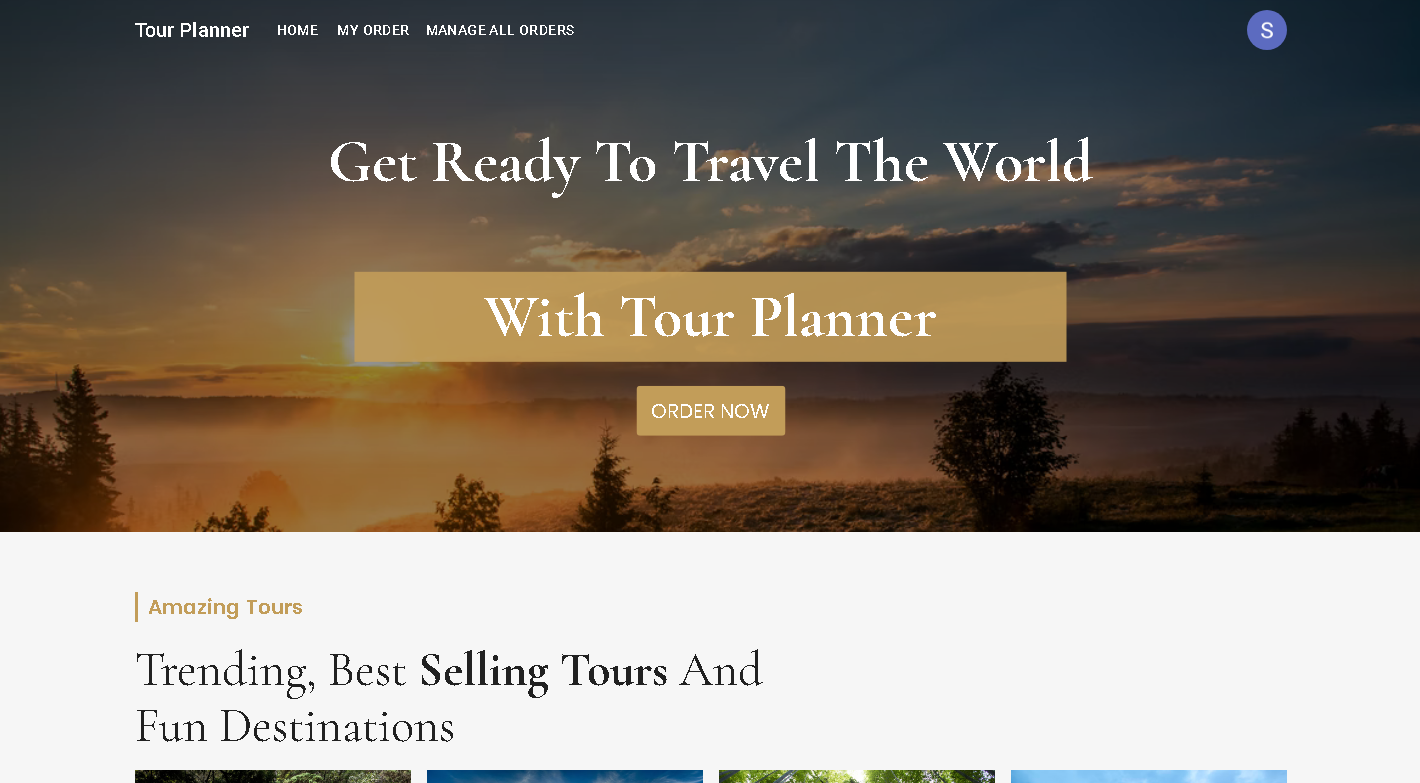 Tour Planner HOME MY ORDER MANAGE ALL ORDERS S
Get Ready To Travel The World
With Tour Planner
ORDER NOW
Amazing Tours
Trending, Best Selling Tours And
Fun Destinations